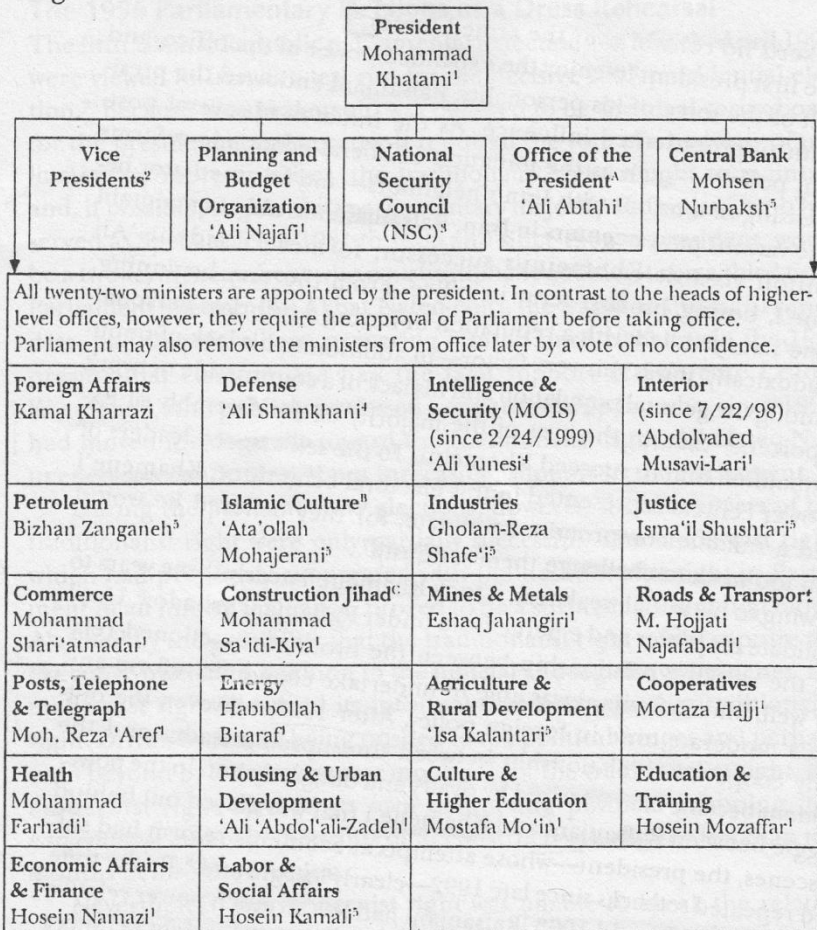 President
Mohammad
Khatami¹
Vice
Presidents²
Planning and
Budget
Organization
‘Ali Najafi¹
National
Security
Council
(NSC)³
Office of the
President
‘Ali Abtahi¹
Central Bank
Mohsen
Nurbaksh⁵
All twenty-two ministers are appointed by the president. In contrast to the heads of higher-
level offices, however, they require the approval of Parliament before taking office.
Parliament may also remove the ministers from office later by a vote of no confidence.
Foreign Affairs
Kamal Kharrazi
Defense
‘Ali Shamkhani⁴
Intelligence &
Security (MOIS)
(since 2/24/1999)
‘Ali Yunesi⁴
Interior
(since 7/22/98)
‘Abdolvahed
Musavi-Lari¹
Petroleum
Bizhan Zanganeh⁵
Islamic Culture
‘Ata’ollah
Mohajerani⁵
Industries
Gholam-Reza
Shafe‘i⁵
Justice
Isma‘il Shushtari⁵
Commerce
Mohammad
Shari‘atmadar¹
Construction Jihad
Mohammad
Sa‘idi-Kiya¹
Mines & Metals
Eshaq Jahangiri¹
Roads & Transport
M. Hojjati
Najafabadi¹
Posts, Telephone
& Telegraph
Moh. Reza ‘Aref¹
Energy
Habibollah
Bitaraf¹
Agriculture &
Rural Development
‘Isa Kalantari⁵
Cooperatives
Mortaza Hajji¹
Health
Mohammad
Farhadi¹
Housing & Urban
Development
‘Ali ‘Abdol‘ali-Zadeh¹
Culture &
Higher Education
Mostafa Mo‘in¹
Education &
Training
Hosein Mozaffar¹
Economic Affairs
& Finance
Hosein Namazi¹
Labor &
Social Affairs
Hosein Kamali⁵